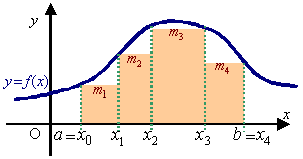 y
m₃
m₂
m₄
y=f(x)
m₁
x
O a=x₀ x₁ x₂ x₃ b=x₄